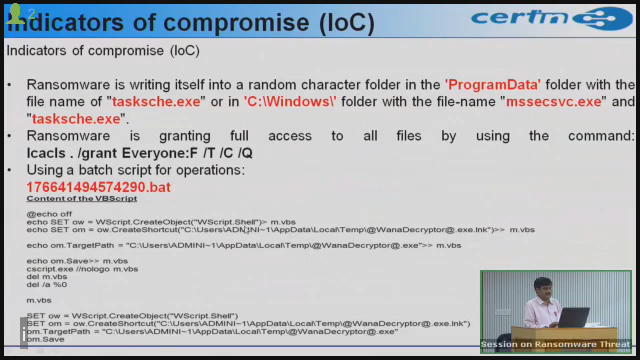 2
Indicators of compromise (IoC)
certin
Indicators of compromise (IoC)
• Ransomware is writing itself into a random character folder in the 'ProgramData' folder with the
file name of "tasksche.exe" or in 'C:\Windows\' folder with the file-name "mssecsvc.exe" and
"tasksche.exe".
• Ransomware is granting full access to all files by using the command:
Icacls . /grant Everyone:F /T /C /Q
• Using a batch script for operations:
176641494574290.bat
Content of the VBScript
@echo off
echo SET ow = WScript.CreateObject("WScript.Shell")> m.vbs
echo SET om = ow.CreateShortcut("C:\Users\ADMINI~1\AppData\Local\Temp\@WanaDecryptor@.exe.lnk")>> m.vbs
echo om.TargetPath = "C:\Users\ADMINI~1\AppData\Local\Temp\@WanaDecryptor@.exe">> m.vbs
echo om.Save>> m.vbs
cscript.exe //nologo m.vbs
del m.vbs
del /a %0
m.vbs
SET ow = WScript.CreateObject("WScript.Shell")
SET om = ow.CreateShortcut("C:\Users\ADMINI~1\AppData\Local\Temp\@WanaDecryptor@.exe.lnk")
om.TargetPath = "C:\Users\ADMINI~1\AppData\Local\Temp\@WanaDecryptor@.exe"
om.Save
Session on Ransomware Threat